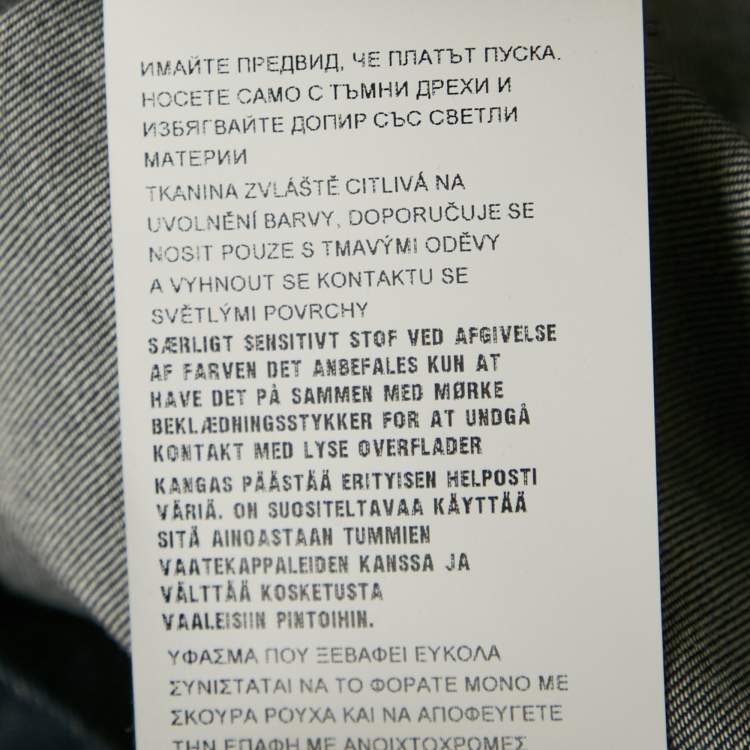 ИМАЙТЕ ПРЕДВИД, ЧЕ ПЛАТЪТ ПУСКА.
НОСЕТЕ САМО С ТЪМНИ ДРЕХИ И
ИЗБЯГВАЙТЕ ДОПИР СЪС СВЕТЛИ
МАТЕРИИ
TKANINA ZVLÁŠTĚ CITLIVÁ NA
UVOLNĚNÍ BARVY, DOPORUČUJE SE
NOSIT POUZE S TMAVÝMI ODĚVY
A VYHNOUT SE KONTAKTU SE
SVĚTLÝMI POVRCHY
SÆRLIGT SENSITIVT STOF VED AFGIVELSE
AF FARVEN DET ANBEFALES KUN AT
HAVE DET PÅ SAMMEN MED MØRKE
BEKLÆDNINGSSTYKKER FOR AT UNDGÅ
KONTAKT MED LYSE OVERFLADER
KANGAS PÄÄSTÄÄ ERITYISEN HELPOSTI
VÄRIÄ. ON SUOSITELTAVAA KÄYTTÄÄ
SITÄ AINOASTAAN TUMMIEN
VAATEKAPPALEIDEN KANSSA JA
VÄLTTÄÄ KOSKETUSTA
VAALEISIIN PINTOIHIN.
ΥΦΑΣΜΑ ΠΟΥ ΞΕΒΑΦΕΙ ΕΥΚΟΛΑ
ΣΥΝΙΣΤΑΤΑΙ ΝΑ ΤΟ ΦΟΡΑΤΕ ΜΟΝΟ ΜΕ
ΣΚΟΥΡΑ ΡΟΥΧΑ ΚΑΙ ΝΑ ΑΠΟΦΕΥΓΕΤΕ
ΤΗΝ ΕΠΑΦΗ ΜΕ ΑΝΟΙΧΤΟΧΡΩΜΕΣ